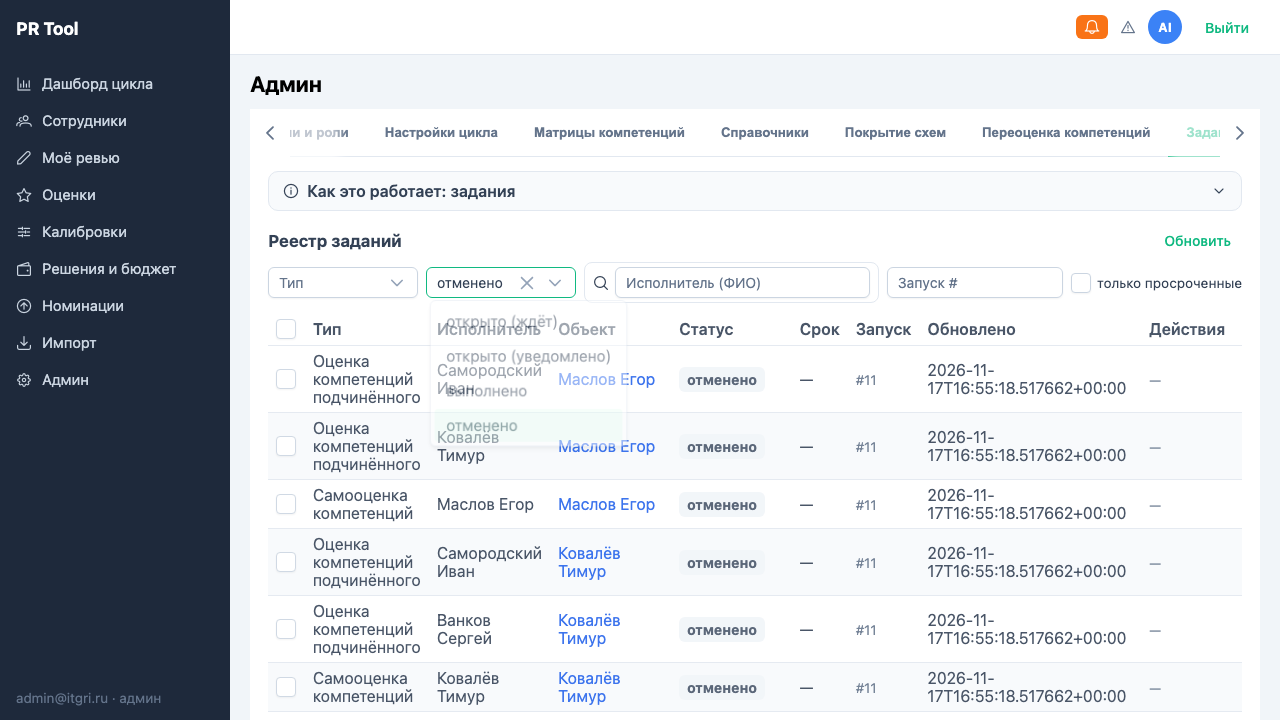 PR Tool
AI
Выйти
Дашборд цикла
Сотрудники
Моё ревью
Оценки
Калибровки
Решения и бюджет
Номинации
Импорт
Админ
admin@itgri.ru · админ
Админ
и и роли
Настройки цикла
Матрицы компетенций
Справочники
Покрытие схем
Переоценка компетенций
Зада
Как это работает: задания
Реестр заданий
Обновить
Тип
отменено
Исполнитель (ФИО)
Запуск #
только просроченные
открыто (ждёт)
открыто (уведомлено)
выполнено
отменено
Тип Исполнитель Объект Статус Срок Запуск Обновлено Действия
Оценка
компетенций
подчинённого
Самородский
Иван
Маслов Егор
отменено
—
#11
2026-11-
17T16:55:18.517662+00:00
—
Оценка
компетенций
подчинённого
Ковалёв
Тимур
Маслов Егор
отменено
—
#11
2026-11-
17T16:55:18.517662+00:00
—
Самооценка
компетенций
Маслов Егор
Маслов Егор
отменено
—
#11
2026-11-
17T16:55:18.517662+00:00
—
Оценка
компетенций
подчинённого
Самородский
Иван
Ковалёв
Тимур
отменено
—
#11
2026-11-
17T16:55:18.517662+00:00
—
Оценка
компетенций
подчинённого
Ванков
Сергей
Ковалёв
Тимур
отменено
—
#11
2026-11-
17T16:55:18.517662+00:00
—
Самооценка
компетенций
Ковалёв
Тимур
Ковалёв
Тимур
отменено
—
#11
2026-11-
17T16:55:18.517662+00:00
—